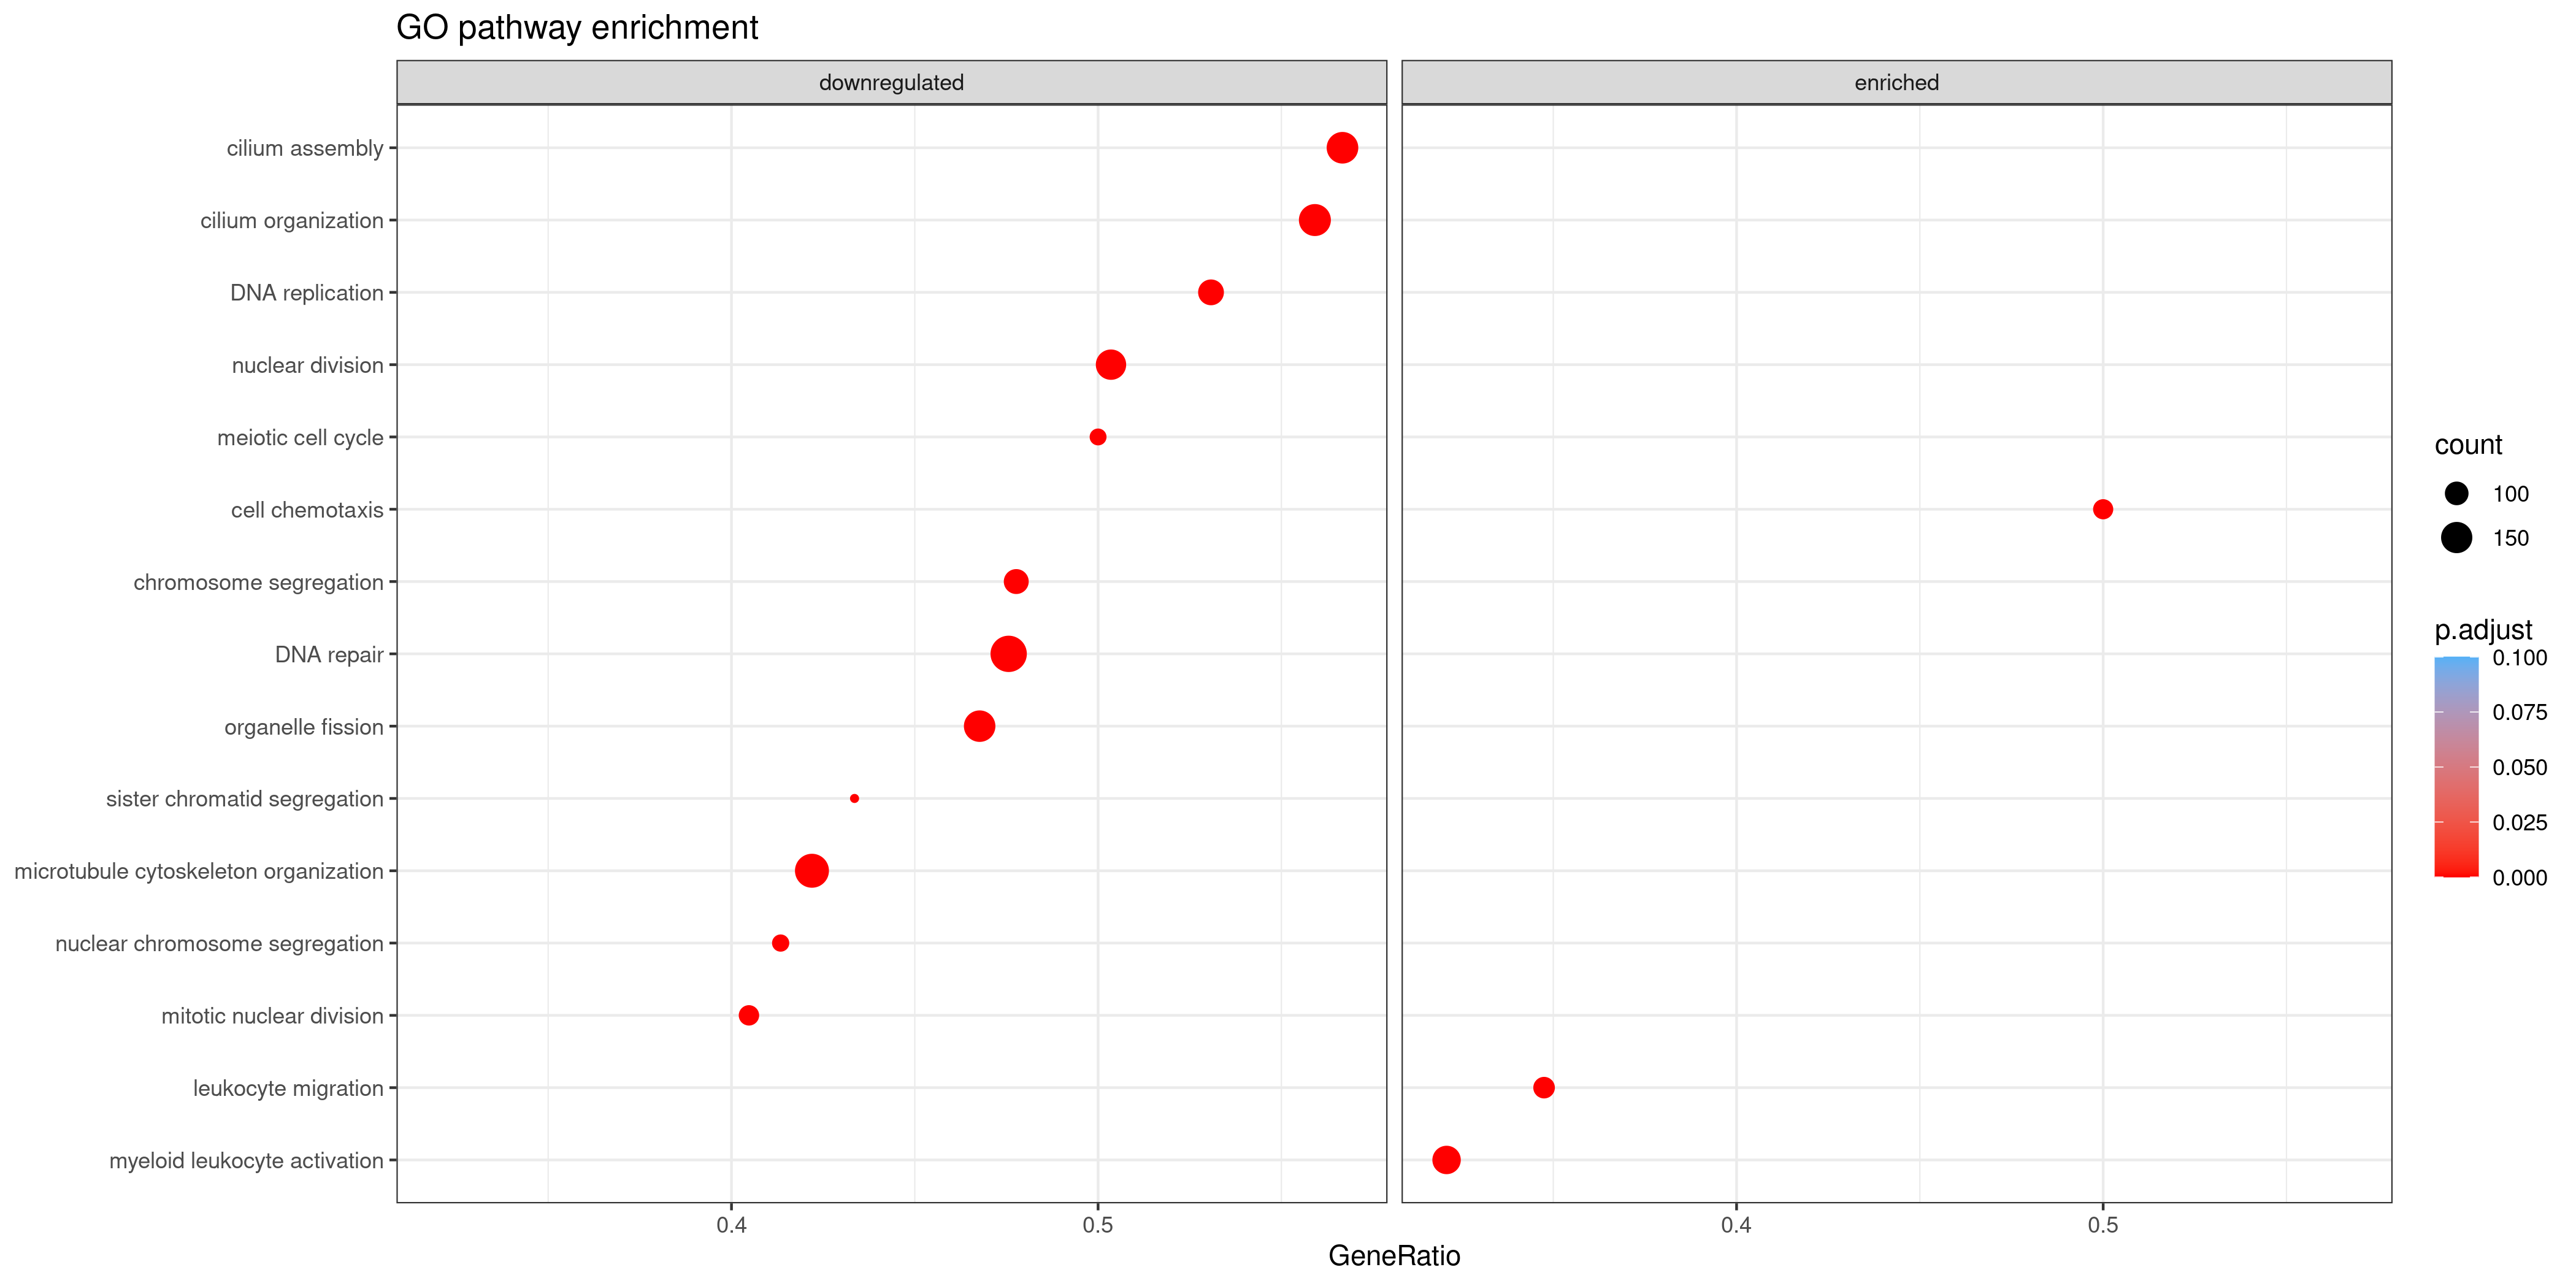 GO pathway enrichment
downregulated
enriched
cilium assembly
cilium organization
DNA replication
nuclear division
meiotic cell cycle
cell chemotaxis
chromosome segregation
DNA repair
organelle fission
sister chromatid segregation
microtubule cytoskeleton organization
nuclear chromosome segregation
mitotic nuclear division
leukocyte migration
myeloid leukocyte activation
0.4
0.5
0.4
0.5
GeneRatio
count
100
150
p.adjust
0.100
0.075
0.050
0.025
0.000